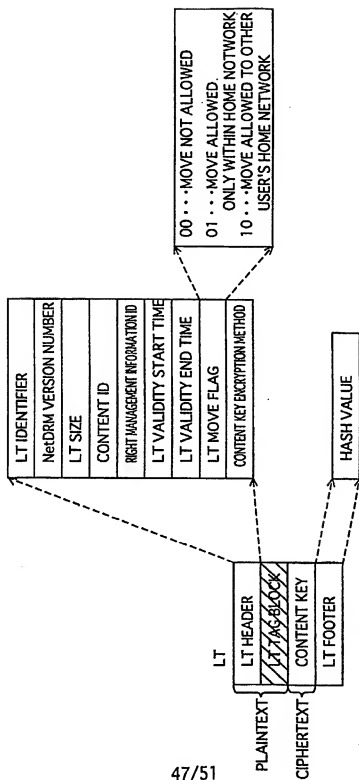 LT
PLAINTEXT
CIPHERTEXT
LT HEADER
LT TAG BLOCK
CONTENT KEY
LT FOOTER
LT IDENTIFIER
NetDRM VERSION NUMBER
LT SIZE
CONTENT ID
RIGHT MANAGEMENT INFORMATION ID
LT VALIDITY START TIME
LT VALIDITY END TIME
LT MOVE FLAG
CONTENT KEY ENCRYPTION METHOD
HASH VALUE
00 · · · MOVE NOT ALLOWED
01 · · · MOVE ALLOWED.
ONLY WITHIN HOME NOTWORK
10 · · · MOVE ALLOWED TO OTHER
USER'S HOME NETWORK
47/51